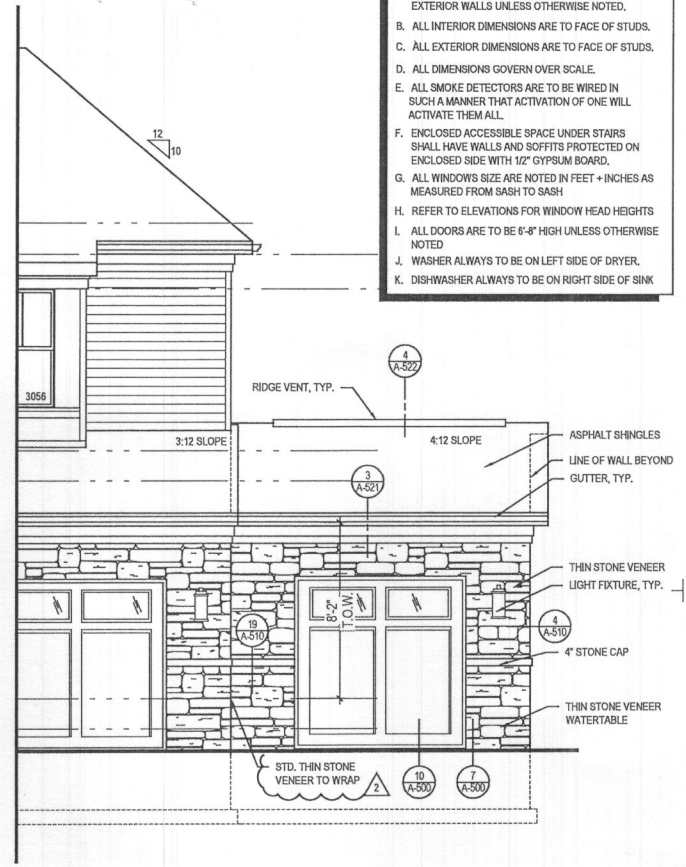 EXTERIOR WALLS UNLESS OTHERWISE NOTED.
B. ALL INTERIOR DIMENSIONS ARE TO FACE OF STUDS.
C. ALL EXTERIOR DIMENSIONS ARE TO FACE OF STUDS.
D. ALL DIMENSIONS GOVERN OVER SCALE.
E. ALL SMOKE DETECTORS ARE TO BE WIRED IN
SUCH A MANNER THAT ACTIVATION OF ONE WILL
ACTIVATE THEM ALL.
F. ENCLOSED ACCESSIBLE SPACE UNDER STAIRS
SHALL HAVE WALLS AND SOFFITS PROTECTED ON
ENCLOSED SIDE WITH 1/2" GYPSUM BOARD.
G. ALL WINDOWS SIZE ARE NOTED IN FEET + INCHES AS
MEASURED FROM SASH TO SASH
H. REFER TO ELEVATIONS FOR WINDOW HEAD HEIGHTS
I. ALL DOORS ARE TO BE 6'-8" HIGH UNLESS OTHERWISE
NOTED
J. WASHER ALWAYS TO BE ON LEFT SIDE OF DRYER.
K. DISHWASHER ALWAYS TO BE ON RIGHT SIDE OF SINK
12
10
4
A-522
RIDGE VENT, TYP.
3056
3:12 SLOPE
4:12 SLOPE
ASPHALT SHINGLES
LINE OF WALL BEYOND
GUTTER, TYP.
3
A-521
THIN STONE VENEER
LIGHT FIXTURE, TYP.
8'-2"
T.O.W.
19
A-510
4
A-510
4" STONE CAP
THIN STONE VENEER
WATERTABLE
STD. THIN STONE
VENEER TO WRAP
2
10
A-500
7
A-500